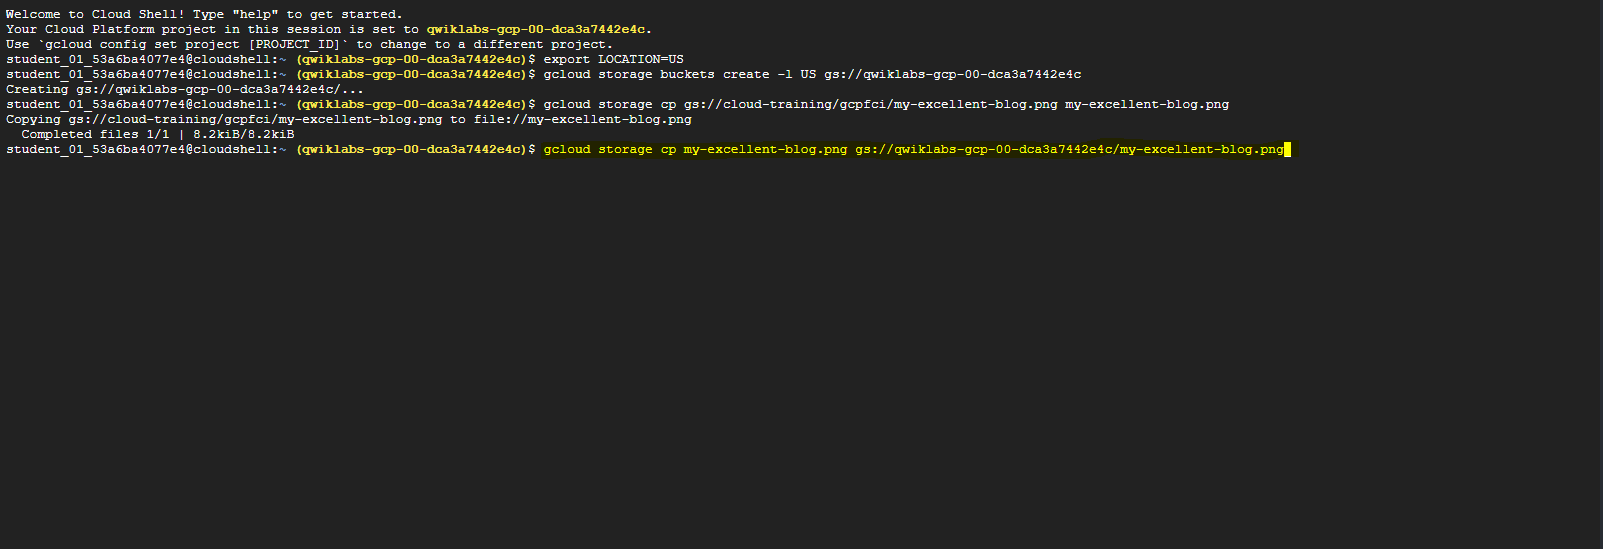 Welcome to Cloud Shell! Type "help" to get started.
Your Cloud Platform project in this session is set to qwiklabs-gcp-00-dca3a7442e4c.
Use `gcloud config set project [PROJECT_ID]` to change to a different project.
student_01_53a6ba4077e4@cloudshell:~ (qwiklabs-gcp-00-dca3a7442e4c)$ export LOCATION=US
student_01_53a6ba4077e4@cloudshell:~ (qwiklabs-gcp-00-dca3a7442e4c)$ gcloud storage buckets create -l US gs://qwiklabs-gcp-00-dca3a7442e4c
Creating gs://qwiklabs-gcp-00-dca3a7442e4c/...
student_01_53a6ba4077e4@cloudshell:~ (qwiklabs-gcp-00-dca3a7442e4c)$ gcloud storage cp gs://cloud-training/gcpfci/my-excellent-blog.png my-excellent-blog.png
Copying gs://cloud-training/gcpfci/my-excellent-blog.png to file://my-excellent-blog.png
  Completed files 1/1 | 8.2kiB/8.2kiB
student_01_53a6ba4077e4@cloudshell:~ (qwiklabs-gcp-00-dca3a7442e4c)$ gcloud storage cp my-excellent-blog.png gs://qwiklabs-gcp-00-dca3a7442e4c/my-excellent-blog.png